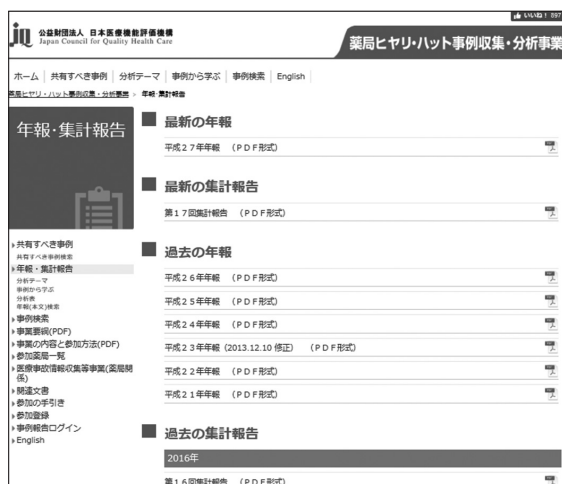 いいね! 897
公益財団法人 日本医療機能評価機構
Japan Council for Quality Health Care
薬局ヒヤリ・ハット事例収集・分析事業
ホーム 共有すべき事例 分析テーマ 事例から学ぶ 事例検索 English
薬局ヒヤリ・ハット事例収集・分析事業 > 年報・集計報告
年報・集計報告
共有すべき事例
共有すべき事例検索
年報・集計報告
分析テーマ
事例から学ぶ
分析表
年報(本文)検索
事例検索
事業要綱(PDF)
事業の内容と参加方法(PDF)
参加薬局一覧
医療事故情報収集等事業(薬局関係)
関連文書
参加の手引き
参加登録
事例報告ログイン
English
最新の年報
平成27年年報 (PDF形式)
最新の集計報告
第17回集計報告 (PDF形式)
過去の年報
平成26年年報 (PDF形式)
平成25年年報 (PDF形式)
平成24年年報 (PDF形式)
平成23年年報 (2013.12.10 修正) (PDF形式)
平成22年年報 (PDF形式)
平成21年年報 (PDF形式)
過去の集計報告
2016年
第16回集計報告 (PDF形式)